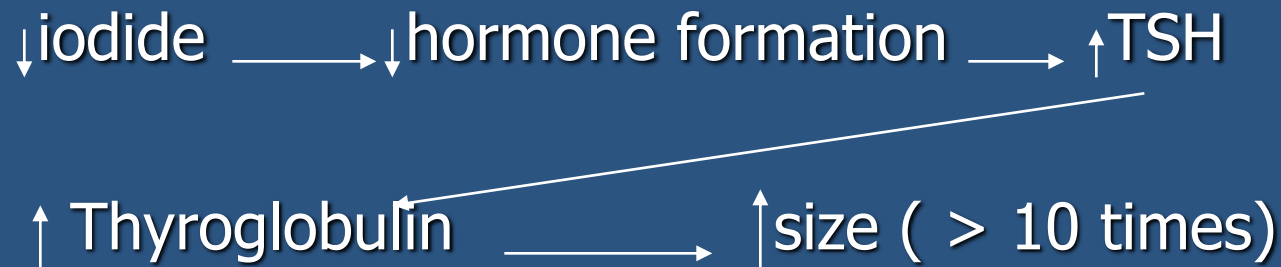 ↓iodide → ↓hormone formation → ↑TSH
↑ Thyroglobulin → ↑size ( > 10 times)